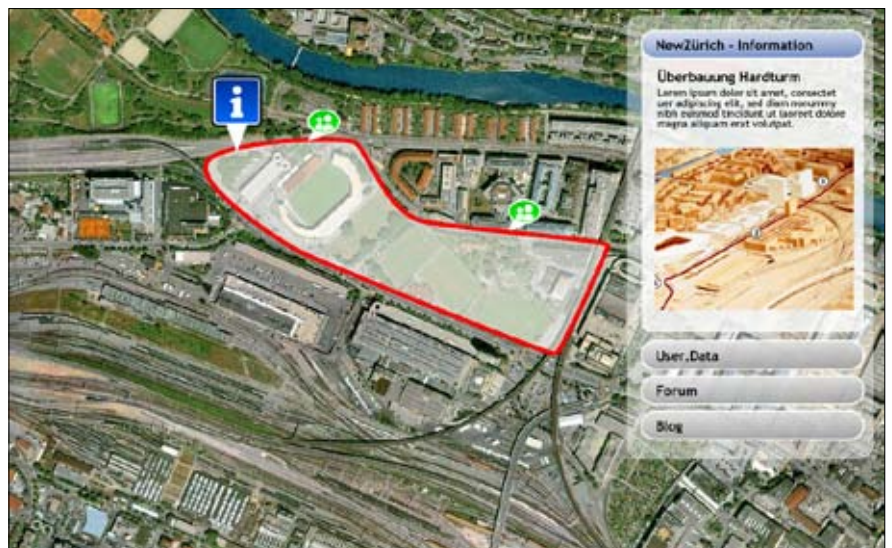 i
NewZürich - Information
Überbauung Hardturm
Lorem ipsum dolor sit amet, consectet
uer adipiscing elit, sed diam nonummy
nibh euismod tincidunt ut laoreet dolore
magna aliquam erat volutpat.
User.Data
Forum
Blog